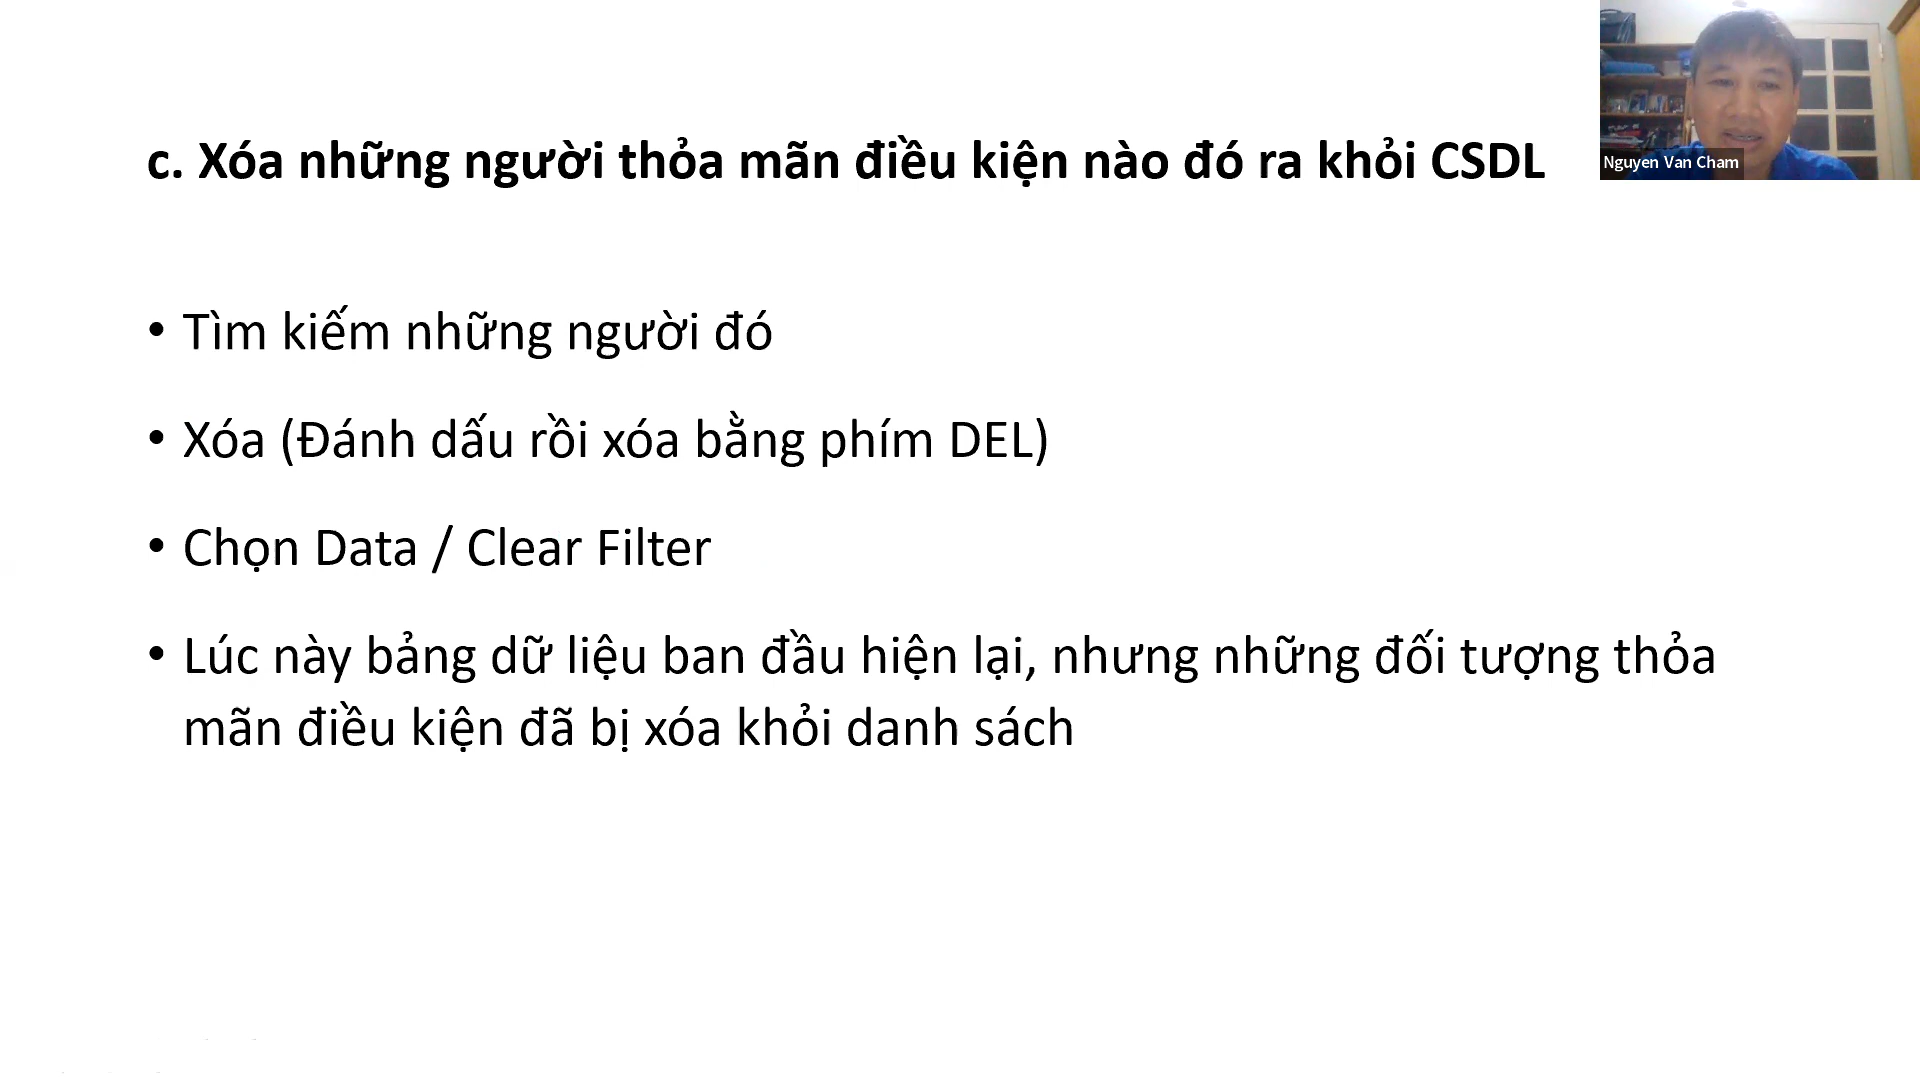 c. Xóa những người thỏa mãn điều kiện nào đó ra khỏi CSDL
Nguyen Van Cham
• Tìm kiếm những người đó
• Xóa (Đánh dấu rồi xóa bằng phím DEL)
• Chọn Data / Clear Filter
• Lúc này bảng dữ liệu ban đầu hiện lại, nhưng những đối tượng thỏa
mãn điều kiện đã bị xóa khỏi danh sách